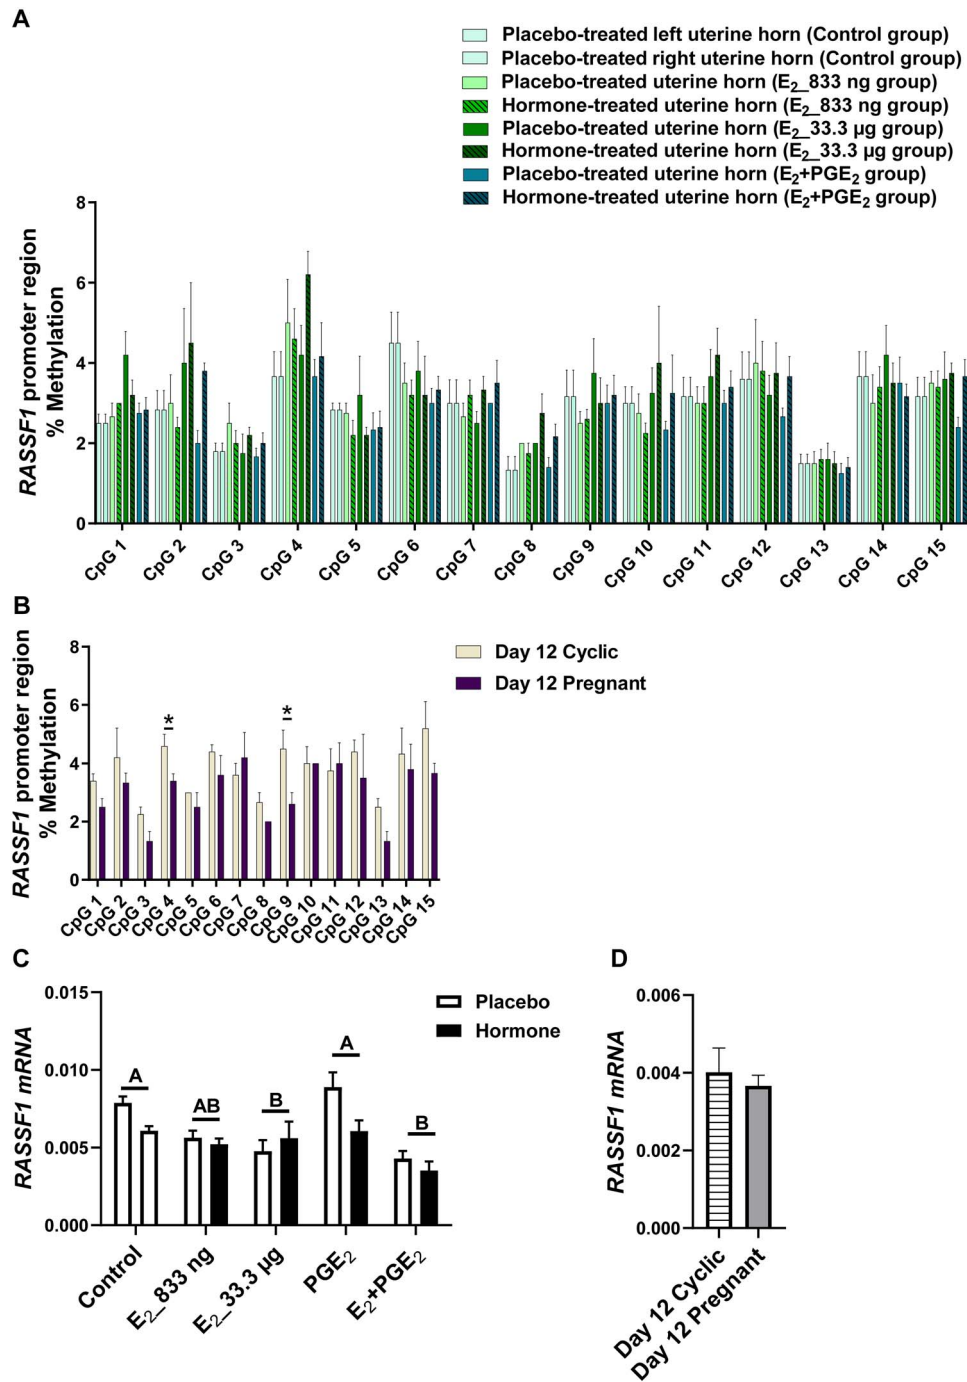 A
Placebo-treated left uterine horn (Control group)
Placebo-treated right uterine horn (Control group)
Placebo-treated uterine horn (E2_833 ng group)
Hormone-treated uterine horn (E2_833 ng group)
Placebo-treated uterine horn (E2_33.3 µg group)
Hormone-treated uterine horn (E2_33.3 µg group)
Placebo-treated uterine horn (E2+PGE2 group)
Hormone-treated uterine horn (E2+PGE2 group)
RASSF1 promoter region
% Methylation
8
6
4
2
0
CpG 1
CpG 2
CpG 3
CpG 4
CpG 5
CpG 6
CpG 7
CpG 8
CpG 9
CpG 10
CpG 11
CpG 12
CpG 13
CpG 14
CpG 15
B
RASSF1 promoter region
% Methylation
8
6
4
2
0
Day 12 Cyclic
Day 12 Pregnant
*
*
CpG 1
CpG 2
CpG 3
CpG 4
CpG 5
CpG 6
CpG 7
CpG 8
CpG 9
CpG 10
CpG 11
CpG 12
CpG 13
CpG 14
CpG 15
C
RASSF1 mRNA
0.015
0.010
0.005
0.000
Placebo
Hormone
A
AB
B
A
B
Control
E2_833 ng
E2_33.3 µg
PGE2
E2+PGE2
D
RASSF1 mRNA
0.006
0.004
0.002
0.000
Day 12 Cyclic
Day 12 Pregnant